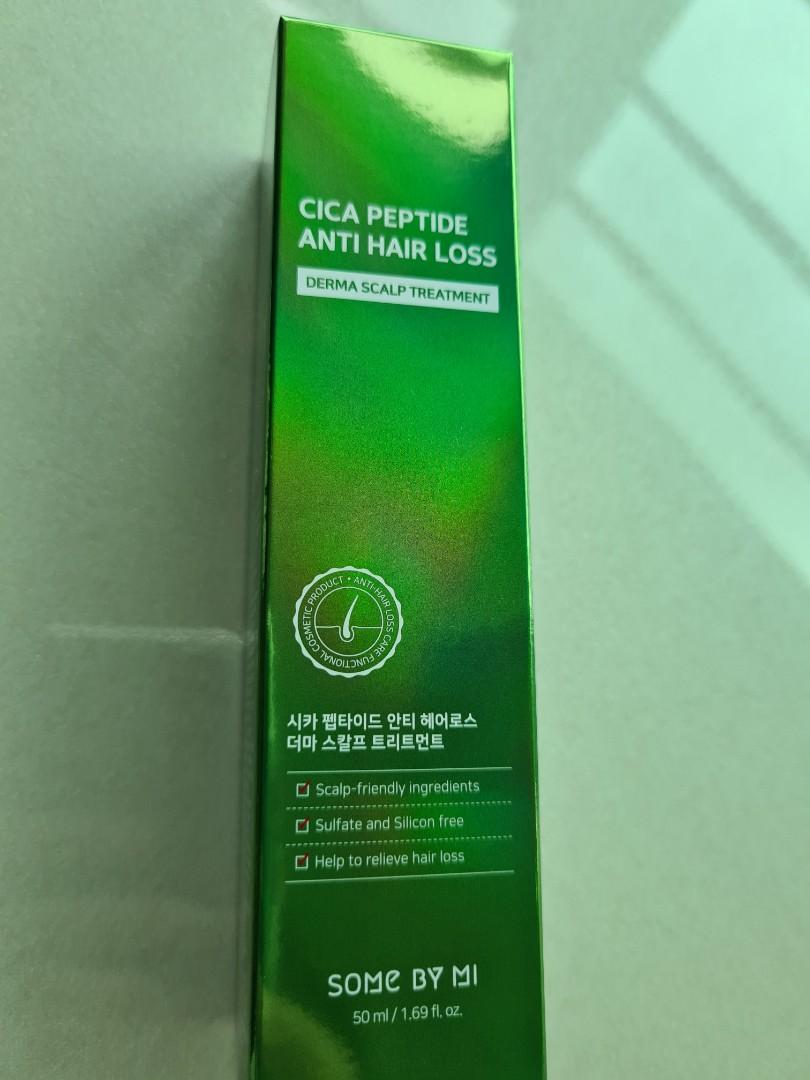 CICA PEPTIDE
ANTI HAIR LOSS
DERMA SCALP TREATMENT
ANTI-HAIR LOSS CARE FUNCTIONAL COSMETIC PRODUCT •
시카 펩타이드 안티 헤어로스
더마 스칼프 트리트먼트
Scalp-friendly ingredients
Sulfate and Silicon free
Help to relieve hair loss
SOME BY MI
50 ml / 1.69 fl. oz.